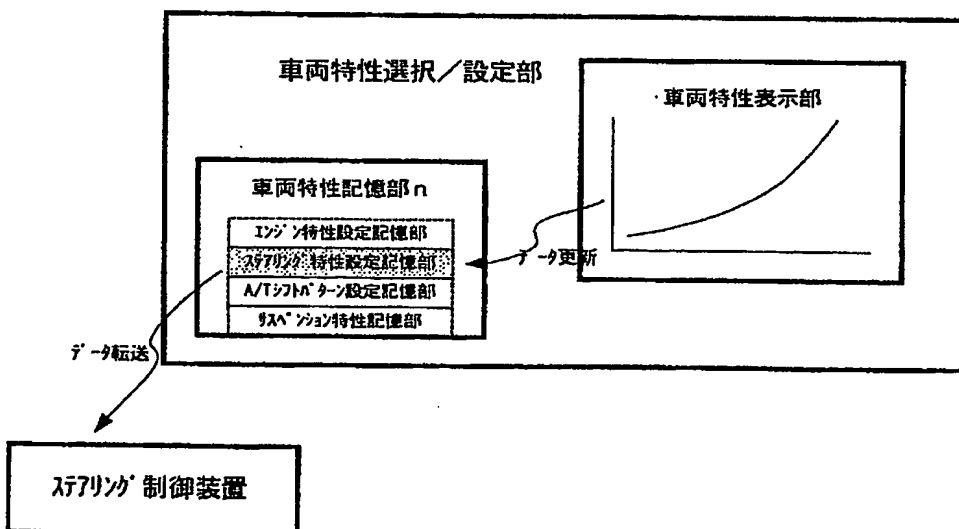 車両特性選択／設定部
・車両特性表示部
車両特性記憶部n
エンジン特性設定記憶部
ステアリング特性設定記憶部
A/Tシフトパターン設定記憶部
サスペンション特性記憶部
データ更新
データ転送
ステアリング制御装置